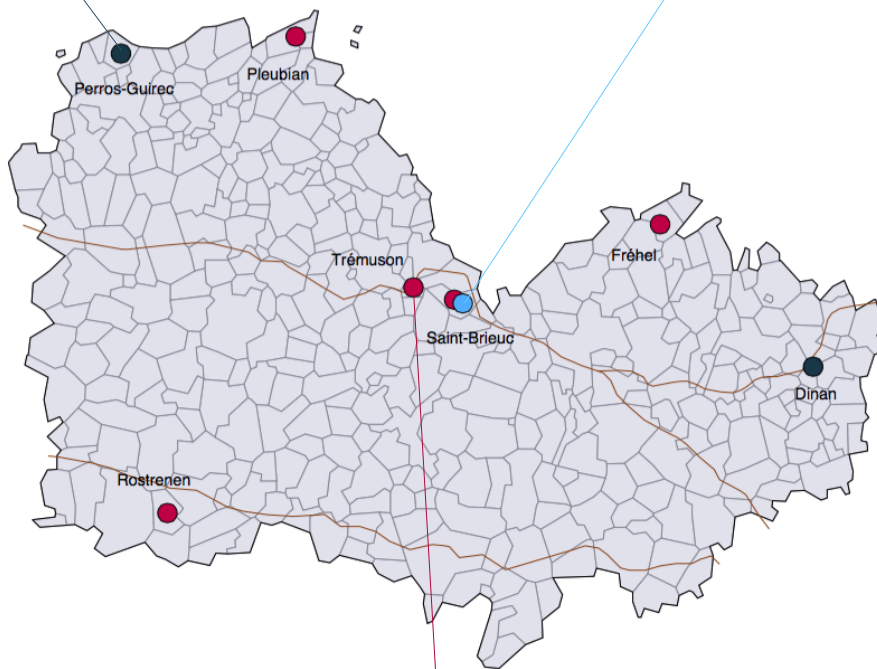 Pleubian
Perros-Guirec
Fréhel
Trémuson
Saint-Brieuc
Dinan
Rostrenen